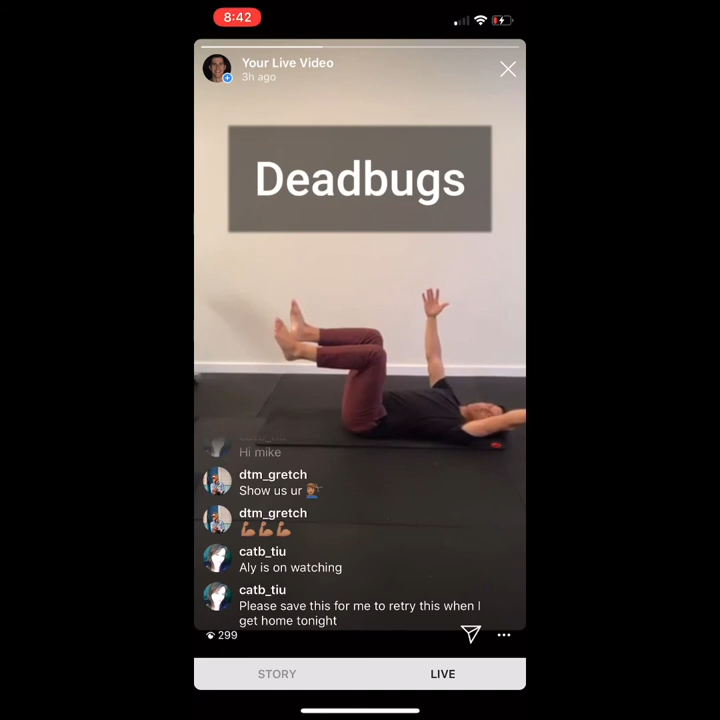 8:42
Your Live Video
3h ago
Deadbugs
catb_tiu
Hi mike
dtm_gretch
Show us ur
dtm_gretch
catb_tiu
Aly is on watching
catb_tiu
Please save this for me to retry this when I
get home tonight
299
STORY
LIVE